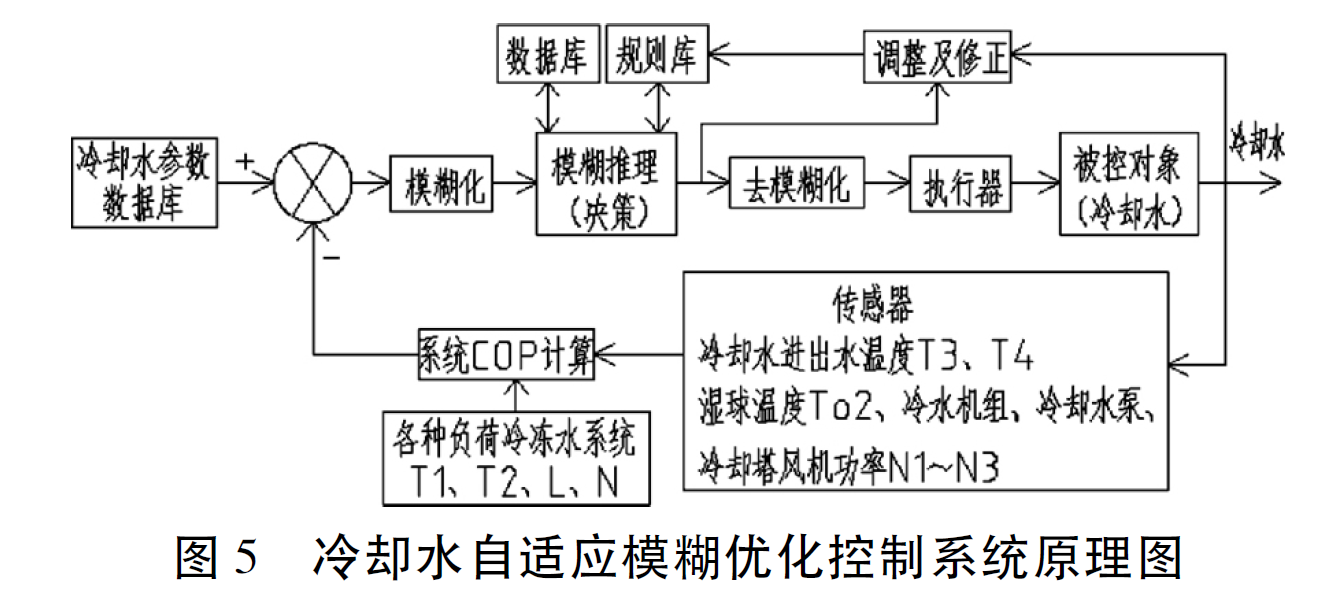 数据库
规则库
调整及修正
冷却水参数
数据库
+
模糊化
模糊推理
(决策)
去模糊化
执行器
被控对象
(冷却水)
冷却水
−
传感器
冷却水进出水温度T3、T4
湿球温度To2、冷水机组、冷却水泵、
冷却塔风机功率N1~N3
系统COP计算
各种负荷冷冻水系统
T1、T2、L、N
图 5 冷却水自适应模糊优化控制系统原理图